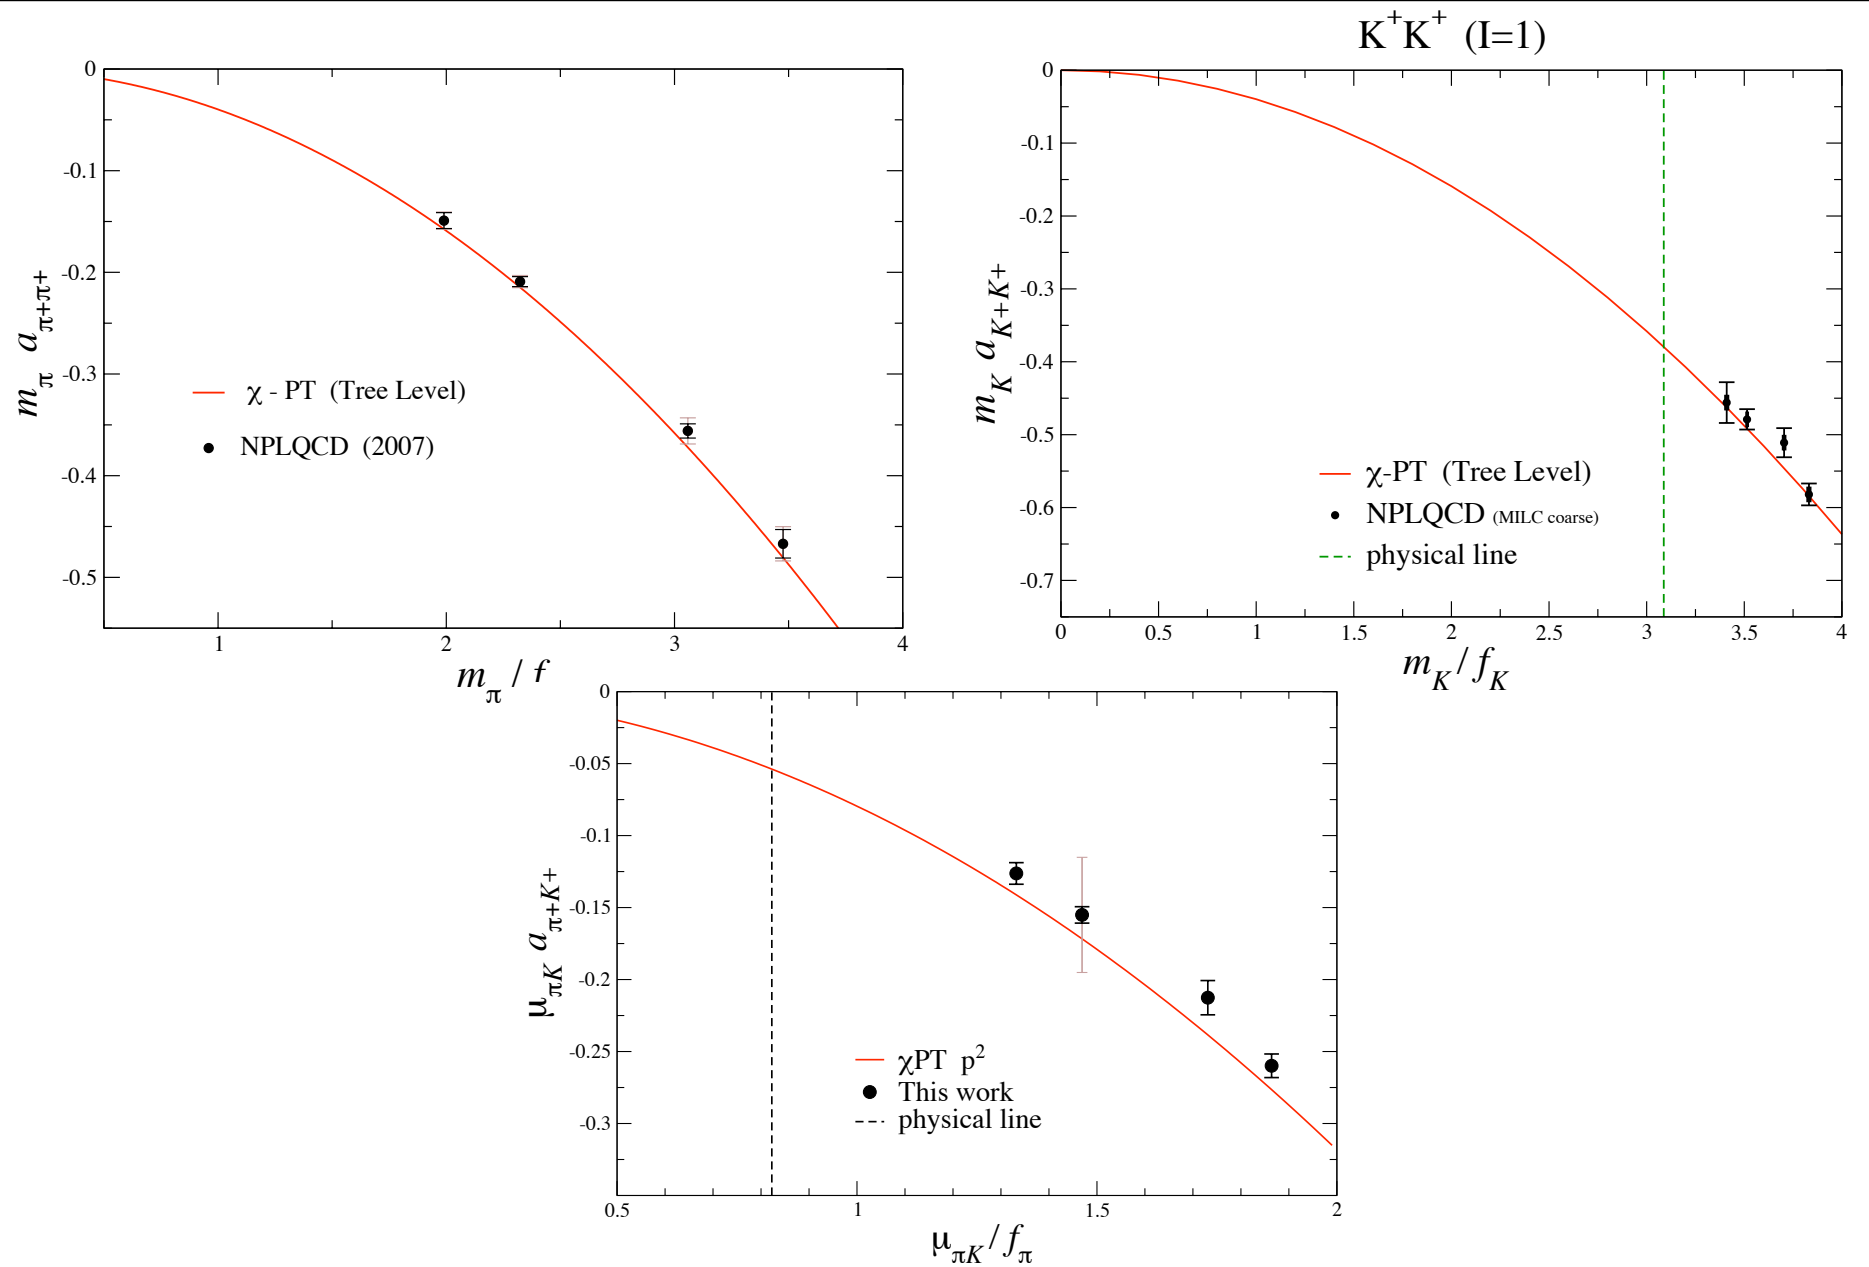 K+K+ (I=1)
0
-0.1
-0.2
-0.3
-0.4
-0.5
m_π a_π+π+
χ - PT (Tree Level)
NPLQCD (2007)
1
2
3
4
m_π / f
0
-0.1
-0.2
-0.3
-0.4
-0.5
-0.6
-0.7
m_K a_K+K+
χ-PT (Tree Level)
NPLQCD (MILC coarse)
physical line
0
0.5
1
1.5
2
2.5
3
3.5
4
m_K / f_K
0
-0.05
-0.1
-0.15
-0.2
-0.25
-0.3
μ_πK a_π+K+
χPT p²
This work
physical line
0.5
1
1.5
2
μ_πK / f_π